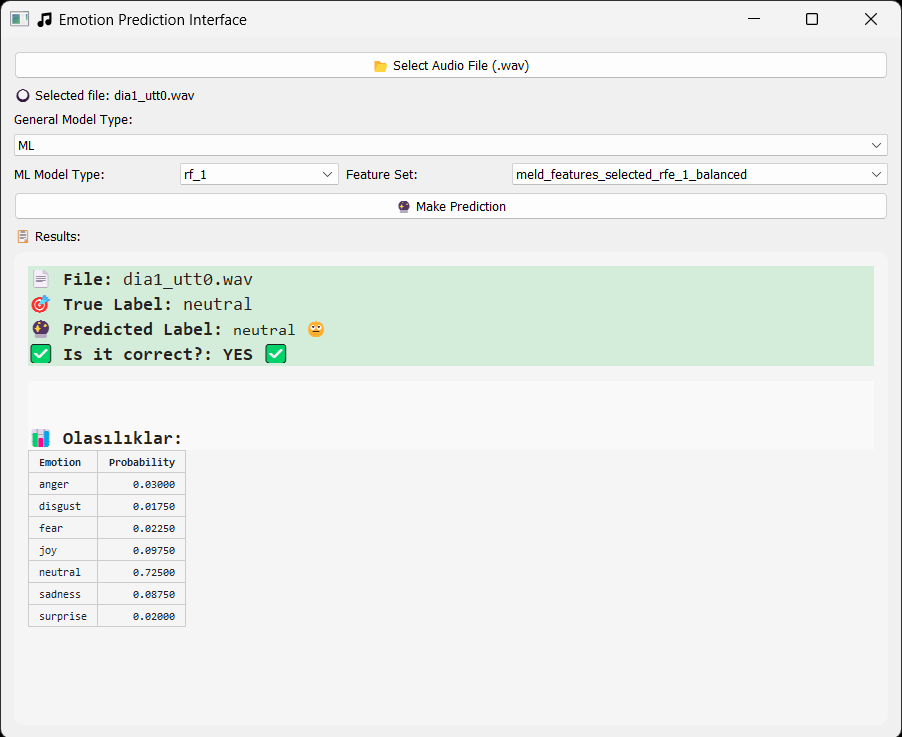 Emotion Prediction Interface
Select Audio File (.wav)
Selected file: dia1_utt0.wav
General Model Type:
ML
ML Model Type: rf_1 Feature Set: meld_features_selected_rfe_1_balanced
Make Prediction
Results:
File: dia1_utt0.wav
True Label: neutral
Predicted Label: neutral 😐
Is it correct?: YES ✅
Olasılıklar:
Emotion Probability
anger 0.03000
disgust 0.01750
fear 0.02250
joy 0.09750
neutral 0.72500
sadness 0.08750
surprise 0.02000